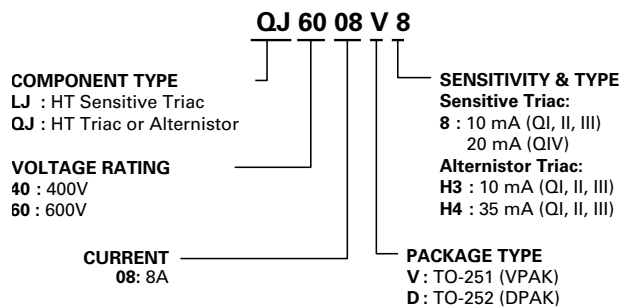 QJ 60 08 V 8
COMPONENT TYPE
LJ : HT Sensitive Triac
QJ : HT Triac or Alternistor
VOLTAGE RATING
40 : 400V
60 : 600V
CURRENT
08: 8A
SENSITIVITY & TYPE
Sensitive Triac:
8 : 10 mA (QI, II, III)
20 mA (QIV)
Alternistor Triac:
H3 : 10 mA (QI, II, III)
H4 : 35 mA (QI, II, III)
PACKAGE TYPE
V : TO-251 (VPAK)
D : TO-252 (DPAK)